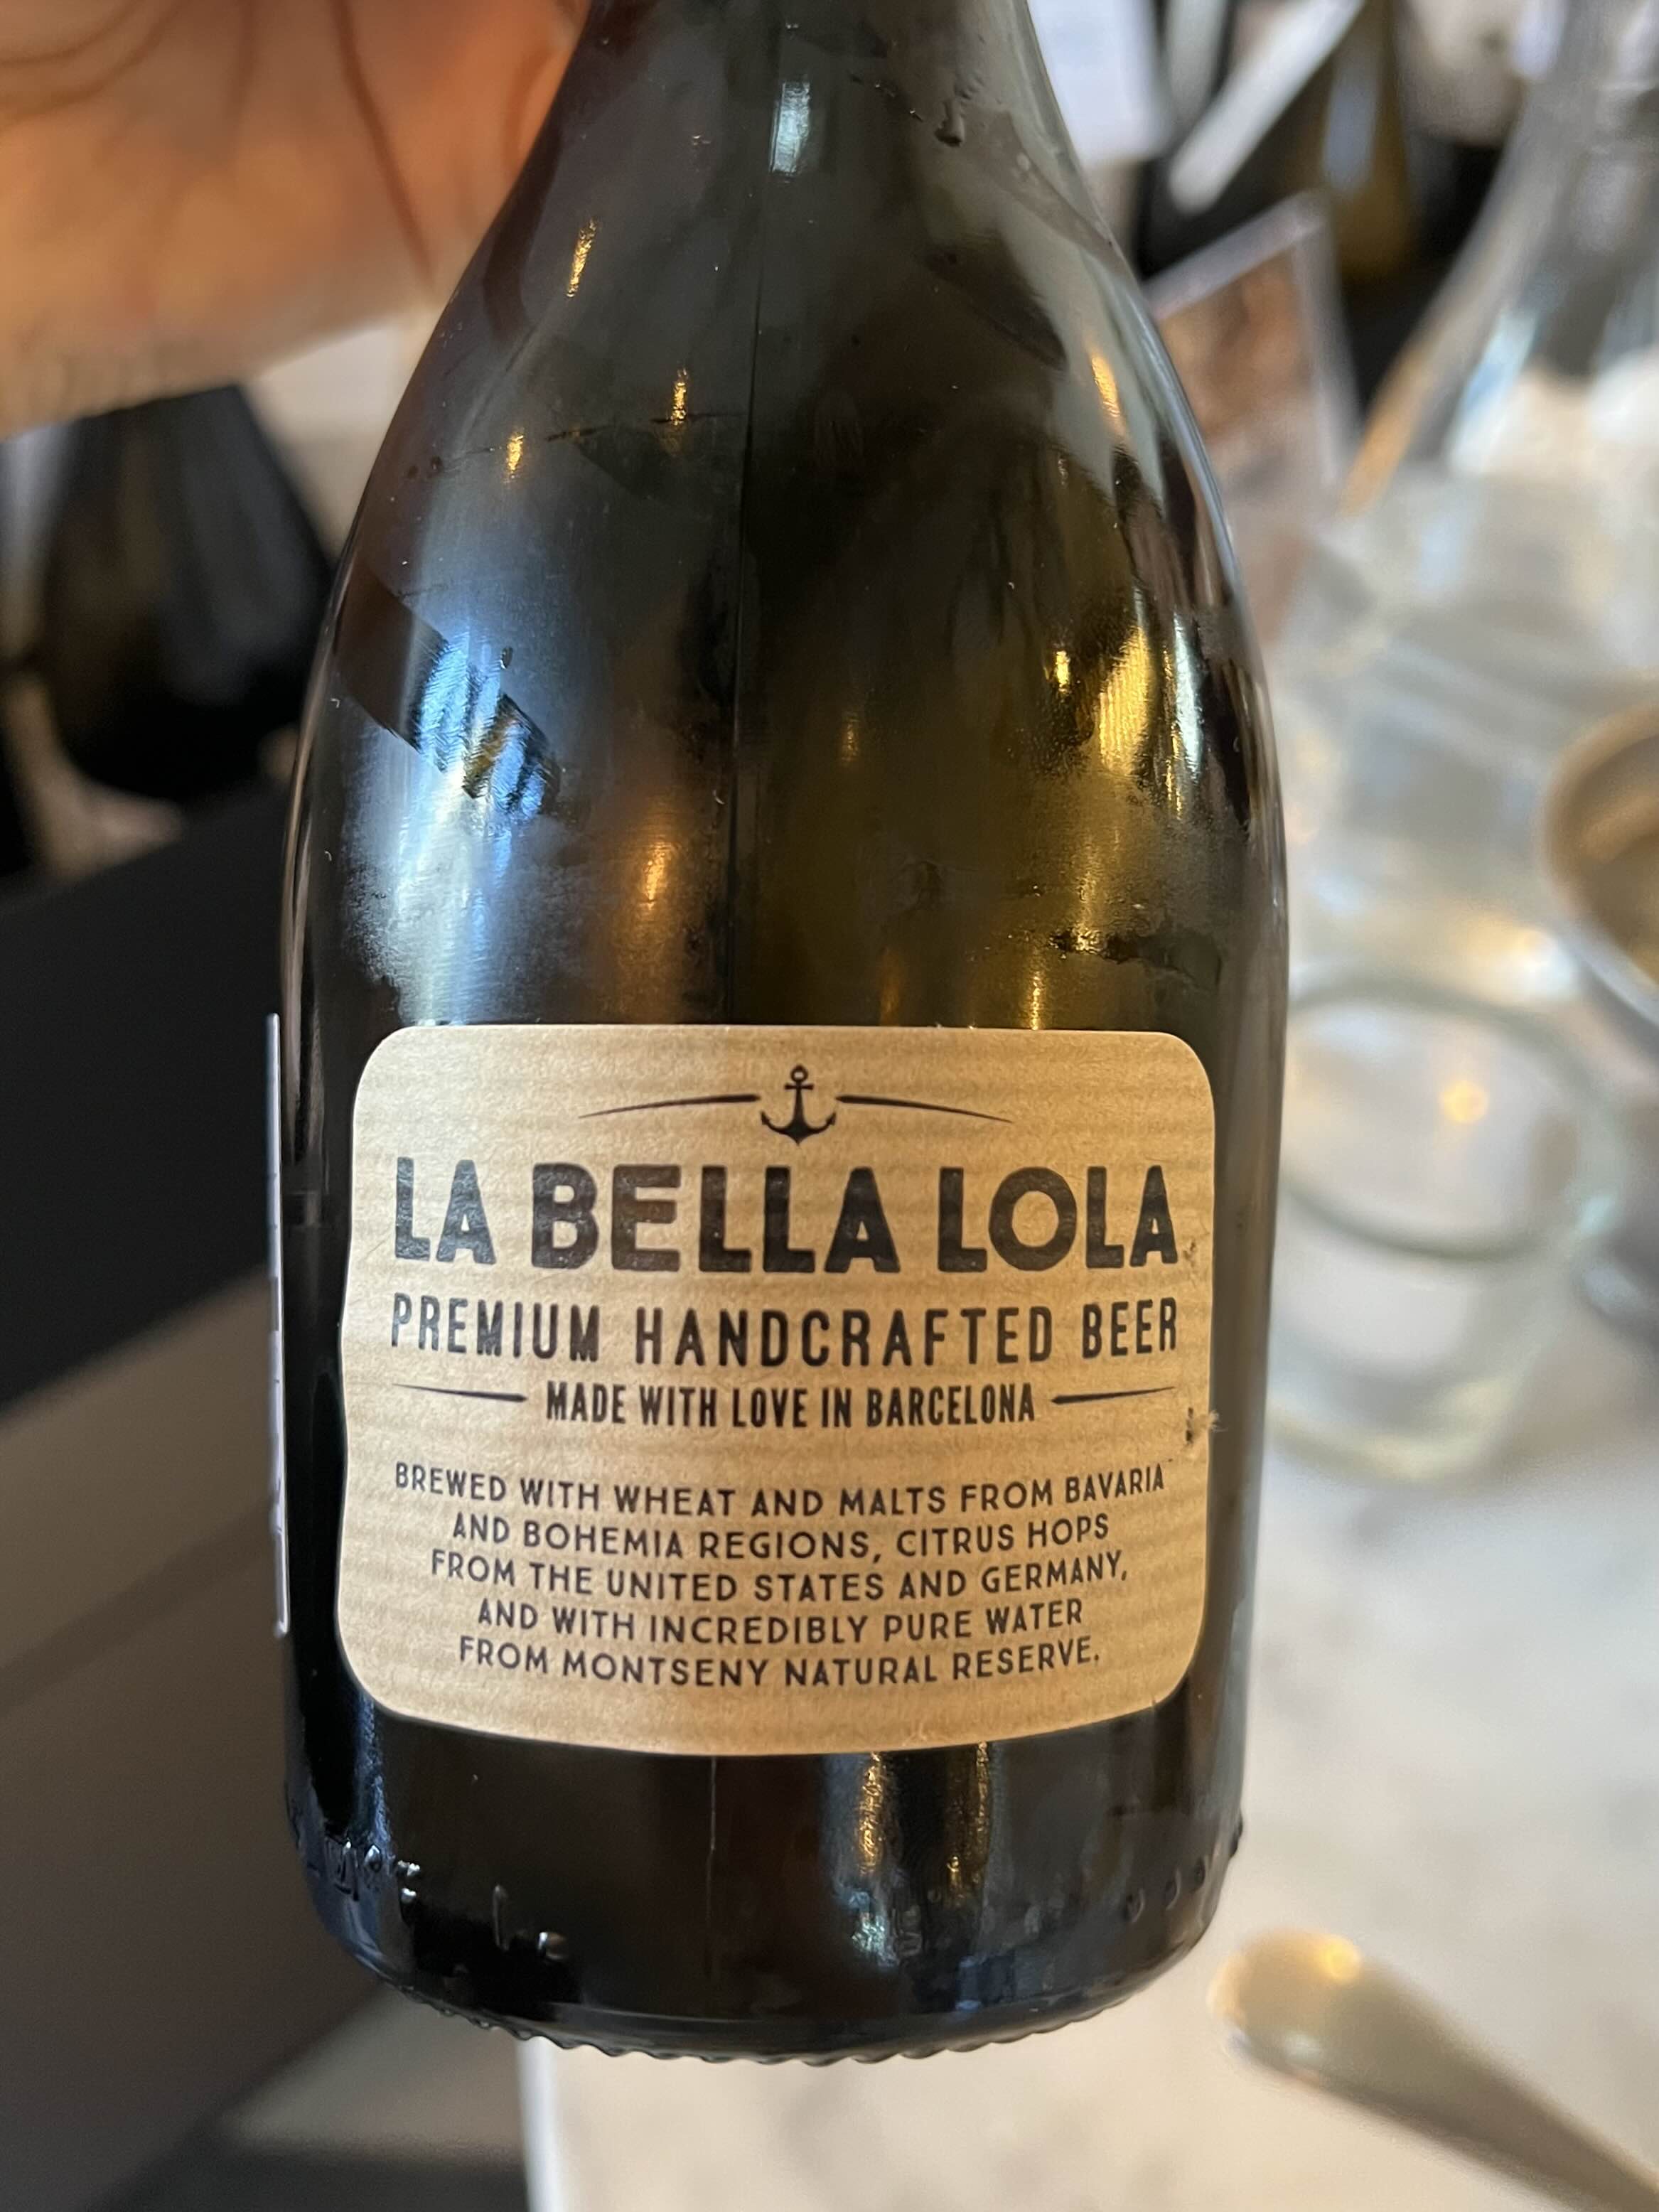 LA BELLA LOLA
PREMIUM HANDCRAFTED BEER
MADE WITH LOVE IN BARCELONA
BREWED WITH WHEAT AND MALTS FROM BAVARIA
AND BOHEMIA REGIONS, CITRUS HOPS
FROM THE UNITED STATES AND GERMANY,
AND WITH INCREDIBLY PURE WATER
FROM MONTSENY NATURAL RESERVE.